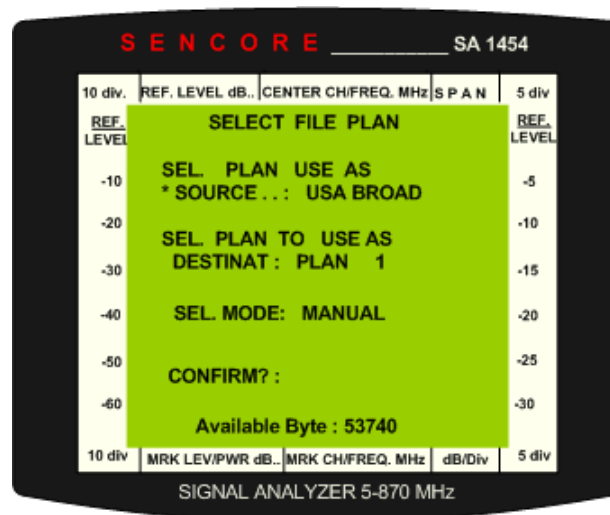 SENCORE __________ SA 1454
10 div. REF. LEVEL dB.. CENTER CH/FREQ. MHz SPAN 5 div
REF. LEVEL
SELECT FILE PLAN
REF. LEVEL
SEL. PLAN USE AS
-10
* SOURCE . . : USA BROAD
-5
-20
-10
SEL. PLAN TO USE AS
DESTINAT : PLAN 1
-30
-15
-40
SEL. MODE: MANUAL
-20
-50
-25
CONFIRM? :
-60
-30
Available Byte : 53740
10 div MRK LEV/PWR dB.. MRK CH/FREQ. MHz dB/Div 5 div
SIGNAL ANALYZER 5-870 MHz